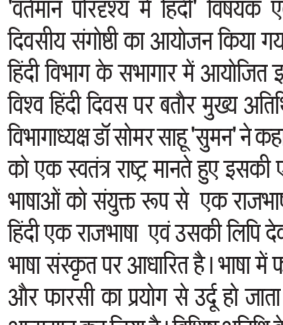 'वर्तमान परिदृश्य में हिंदी' विषयक
दिवसीय संगोष्ठी का आयोजन किया गय
हिंदी विभाग के सभागार में आयोजित
विश्व हिंदी दिवस पर बतौर मुख्य अतिथि
विभागाध्यक्ष डॉ सोमर साहू 'सुमन' ने कहा
को एक स्वतंत्र राष्ट्र मानते हुए इसकी
भाषाओं को संयुक्त रूप से एक राजभाष
हिंदी एक राजभाषा एवं उसकी लिपि देव
भाषा संस्कृत पर आधारित है। भाषा में
और फारसी का प्रयोग से उर्दू हो जाता